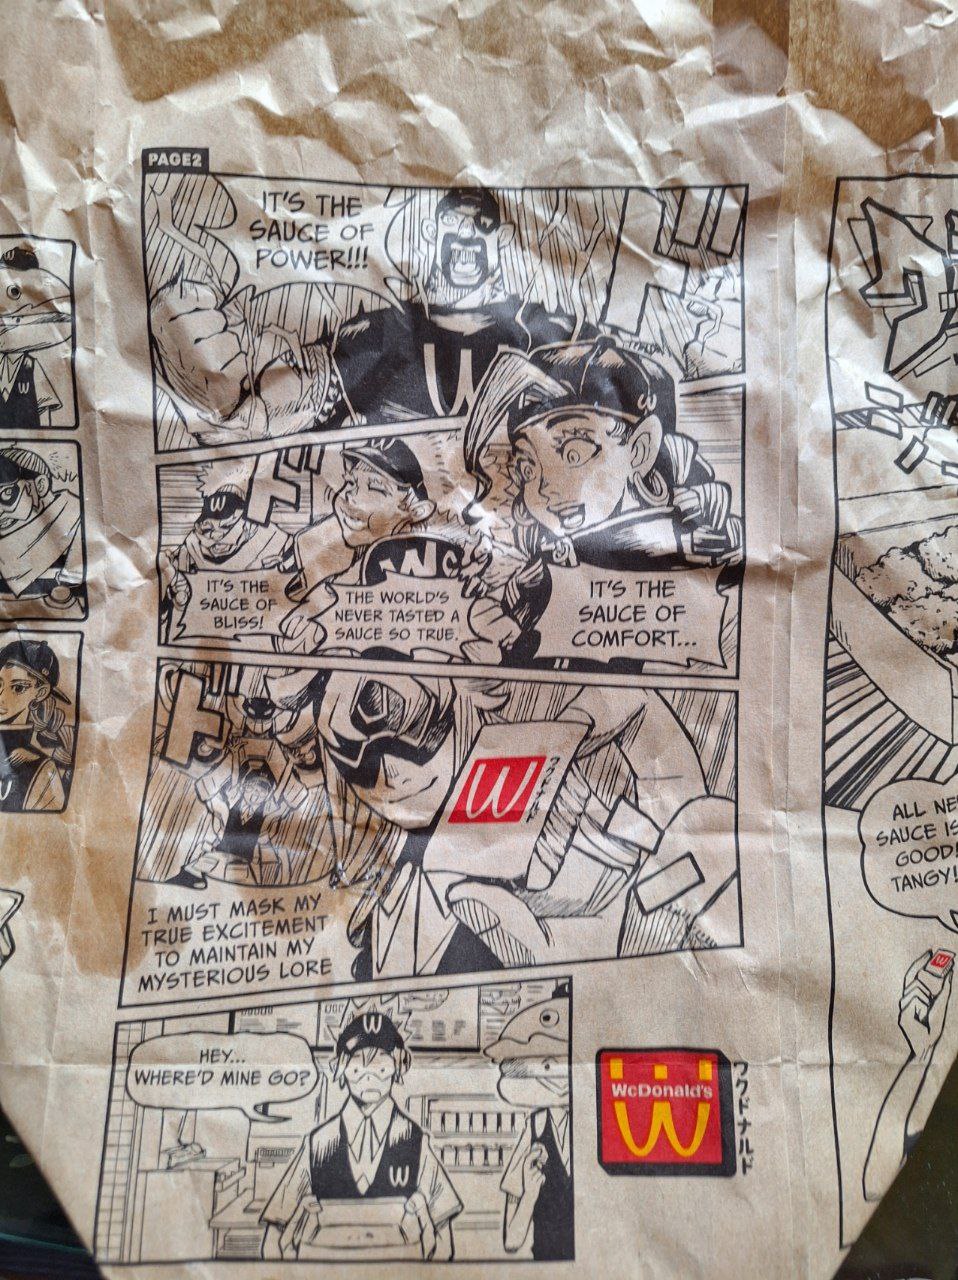 PAGE2
IT'S THE
SAUCE OF
POWER!!!
W
W
W
ド
IT'S THE
SAUCE OF
BLISS!
THE WORLD'S
NEVER TASTED A
SAUCE SO TRUE.
IT'S THE
SAUCE OF
COMFORT...
ド
W
I MUST MASK MY
TRUE EXCITEMENT
TO MAINTAIN MY
MYSTERIOUS LORE
W
HEY...
WHERE'D MINE GO?
W
WcDonald's
W
ワクドナルド
W
W
ALL NE
SAUCE IS
GOOD!
TANGY!
W